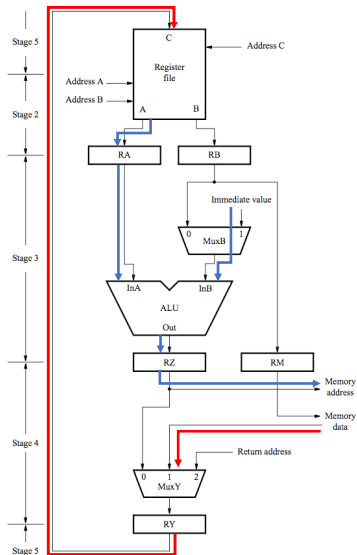 Stage 5
C
Address C
Register
file
Address A
Address B
Stage 2
A
B
RA
RB
Immediate value
0
1
MuxB
Stage 3
InA
InB
ALU
Out
RZ
RM
Memory
address
Memory
data
Stage 4
Return address
0
1
2
MuxY
RY
Stage 5